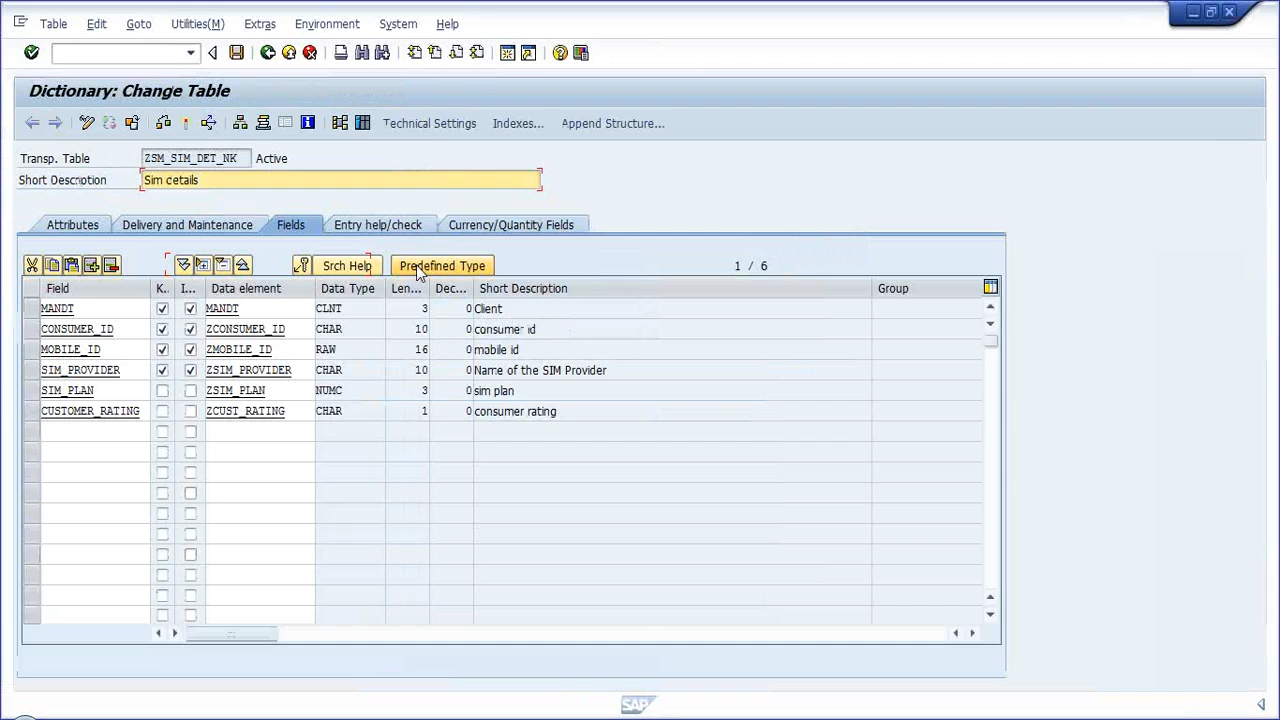 Table Edit Goto Utilities(M) Extras Environment System Help
Dictionary: Change Table
Technical Settings Indexes... Append Structure...
Transp. Table ZSM_SIM_DET_NK Active
Short Description Sim details
Attributes Delivery and Maintenance Fields Entry help/check Currency/Quantity Fields
Srch Help Predefined Type 1 / 6
Field K.. I... Data element Data Type Len... Dec... Short Description Group
MANDT MANDT CLNT 3 0 Client
CONSUMER_ID ZCONSUMER_ID CHAR 10 0 consumer id
MOBILE_ID ZMOBILE_ID RAW 16 0 mobile id
SIM_PROVIDER ZSIM_PROVIDER CHAR 10 0 Name of the SIM Provider
SIM_PLAN ZSIM_PLAN NUMC 3 0 sim plan
CUSTOMER_RATING ZCUST_RATING CHAR 1 0 consumer rating
SAP